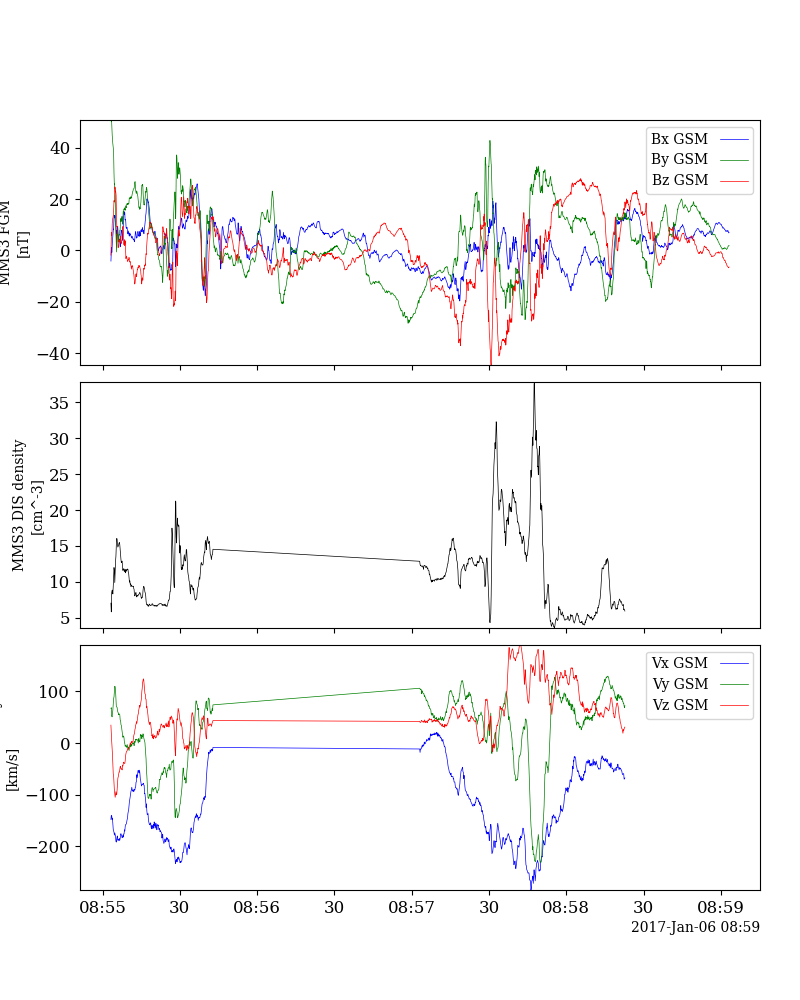 40
20
0
−20
−40
MMS3 FGM
[nT]
Bx GSM
By GSM
Bz GSM
35
30
25
20
15
10
5
MMS3 DIS density
[cm^-3]
100
0
−100
−200
[km/s]
Vx GSM
Vy GSM
Vz GSM
08:55 30 08:56 30 08:57 30 08:58 30 08:59
2017-Jan-06 08:59